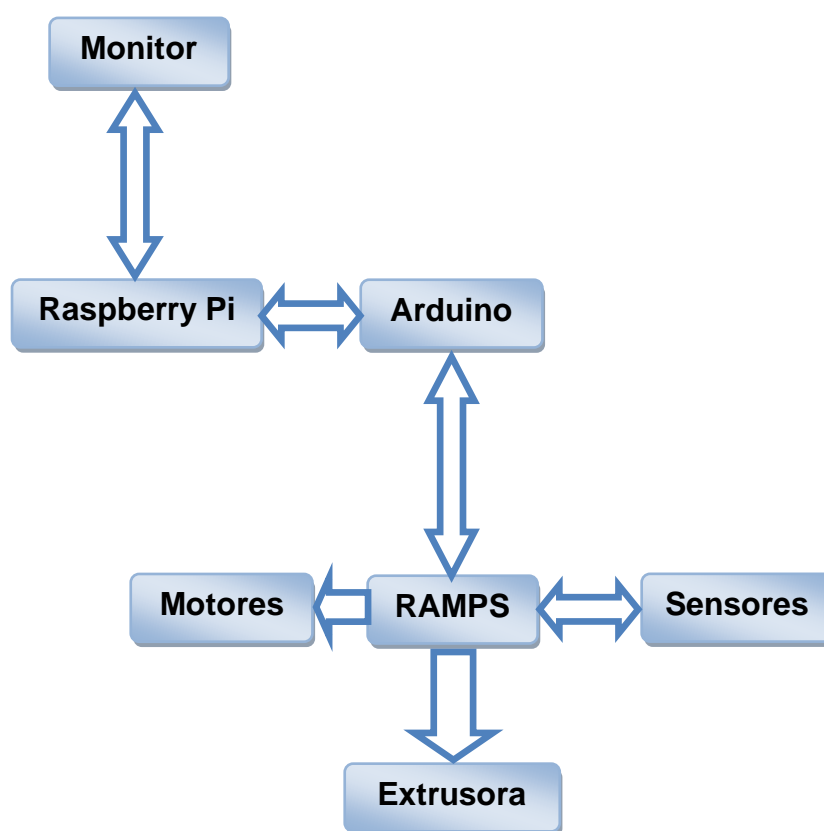 Monitor
Raspberry Pi
Arduino
Motores
RAMPS
Sensores
Extrusora